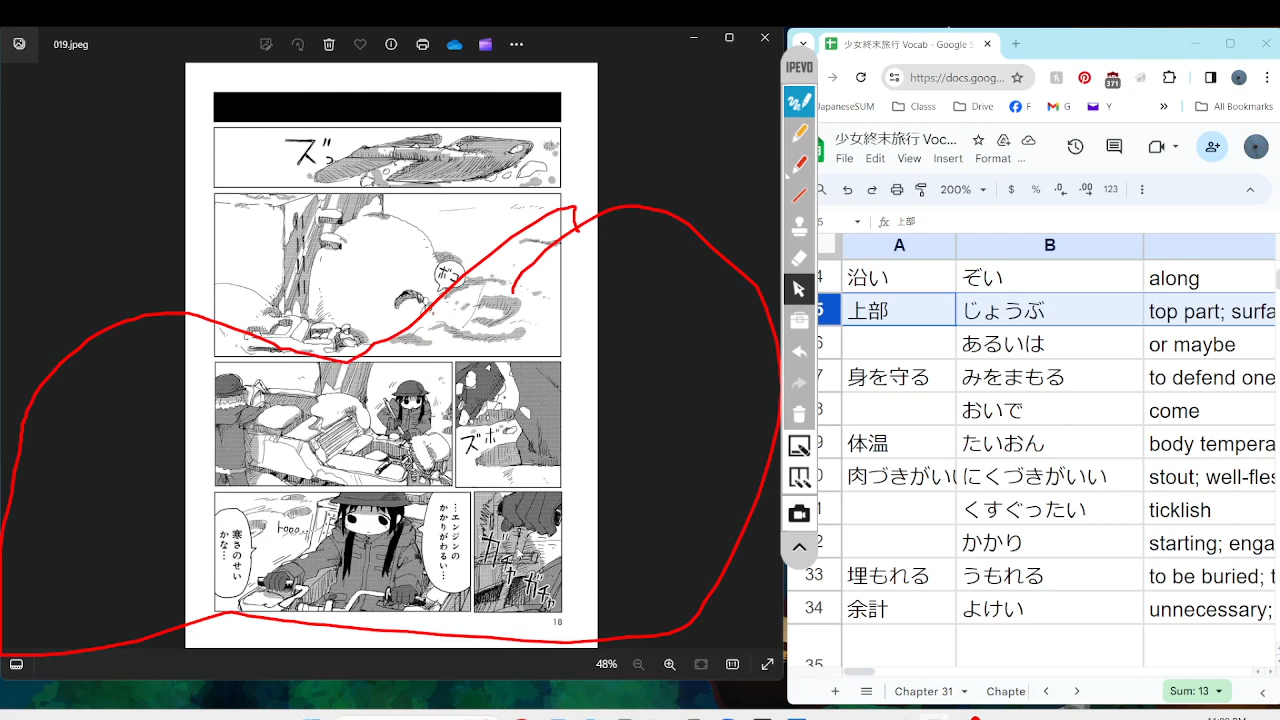 019.jpeg
ズっ
ボコ
ズボ
…エンジンの
かかりがわるい…
寒さのせい
かな…
ガチャガチャ
18
48%
少女終末旅行 Vocab - Google S
https://docs.goog...
371
JapaneseSUM
Classs
Drive
F
G
Y
All Bookmarks
IPEVO
少女終末旅行 Voc...
File Edit View Insert Format ...
200%
$ % .0 .00 123
上部
A B
沿い ぞい along
上部 じょうぶ top part; surfa
あるいは or maybe
身を守る みをまもる to defend one
おいで come
体温 たいおん body tempera
肉づきがい にくづきがいい stout; well-fles
くすぐったい ticklish
かかり starting; enga
33 埋もれる うもれる to be buried; t
34 余計 よけい unnecessary;
35
Chapter 31 Chapte
Sum: 13